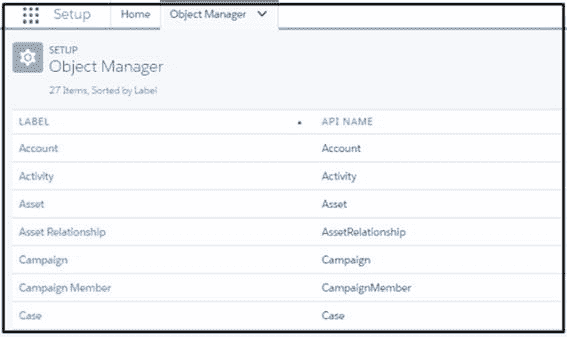 Setup Home Object Manager
SETUP
Object Manager
27 Items, Sorted by Label
LABEL API NAME
Account Account
Activity Activity
Asset Asset
Asset Relationship AssetRelationship
Campaign Campaign
Campaign Member CampaignMember
Case Case